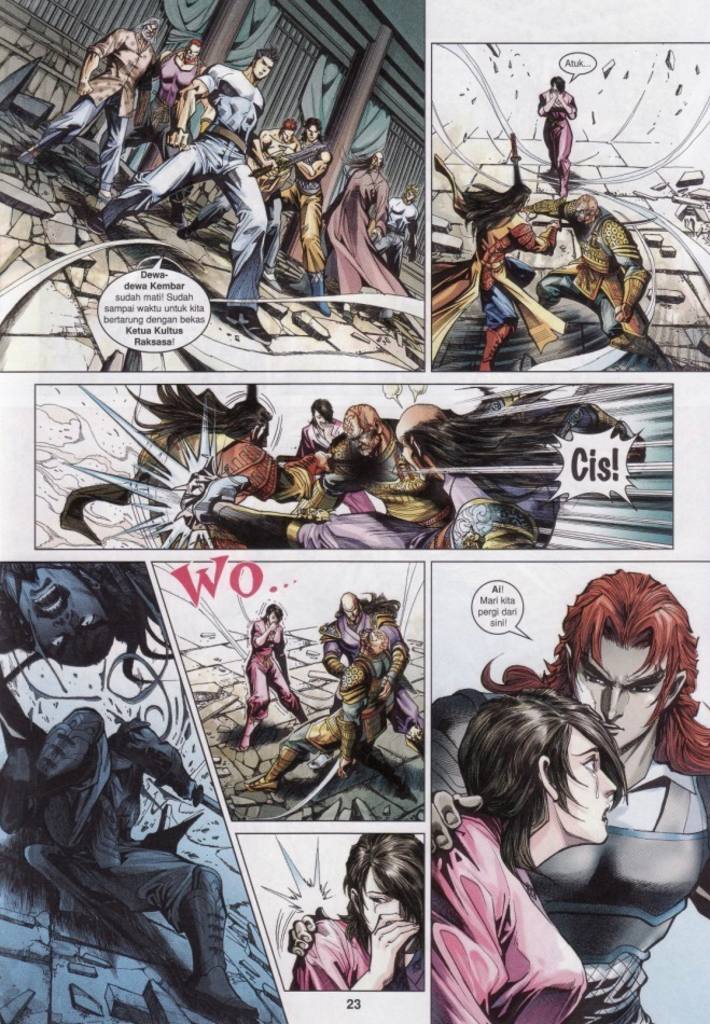 Dewa-
dewa Kembar
sudah mati! Sudah
sampai waktu untuk kita
bertarung dengan bekas
Ketua Kultus
Raksasa!
Atuk...
Cis!
WO...
Ai!
Mari kita
pergi dari
sini!
23